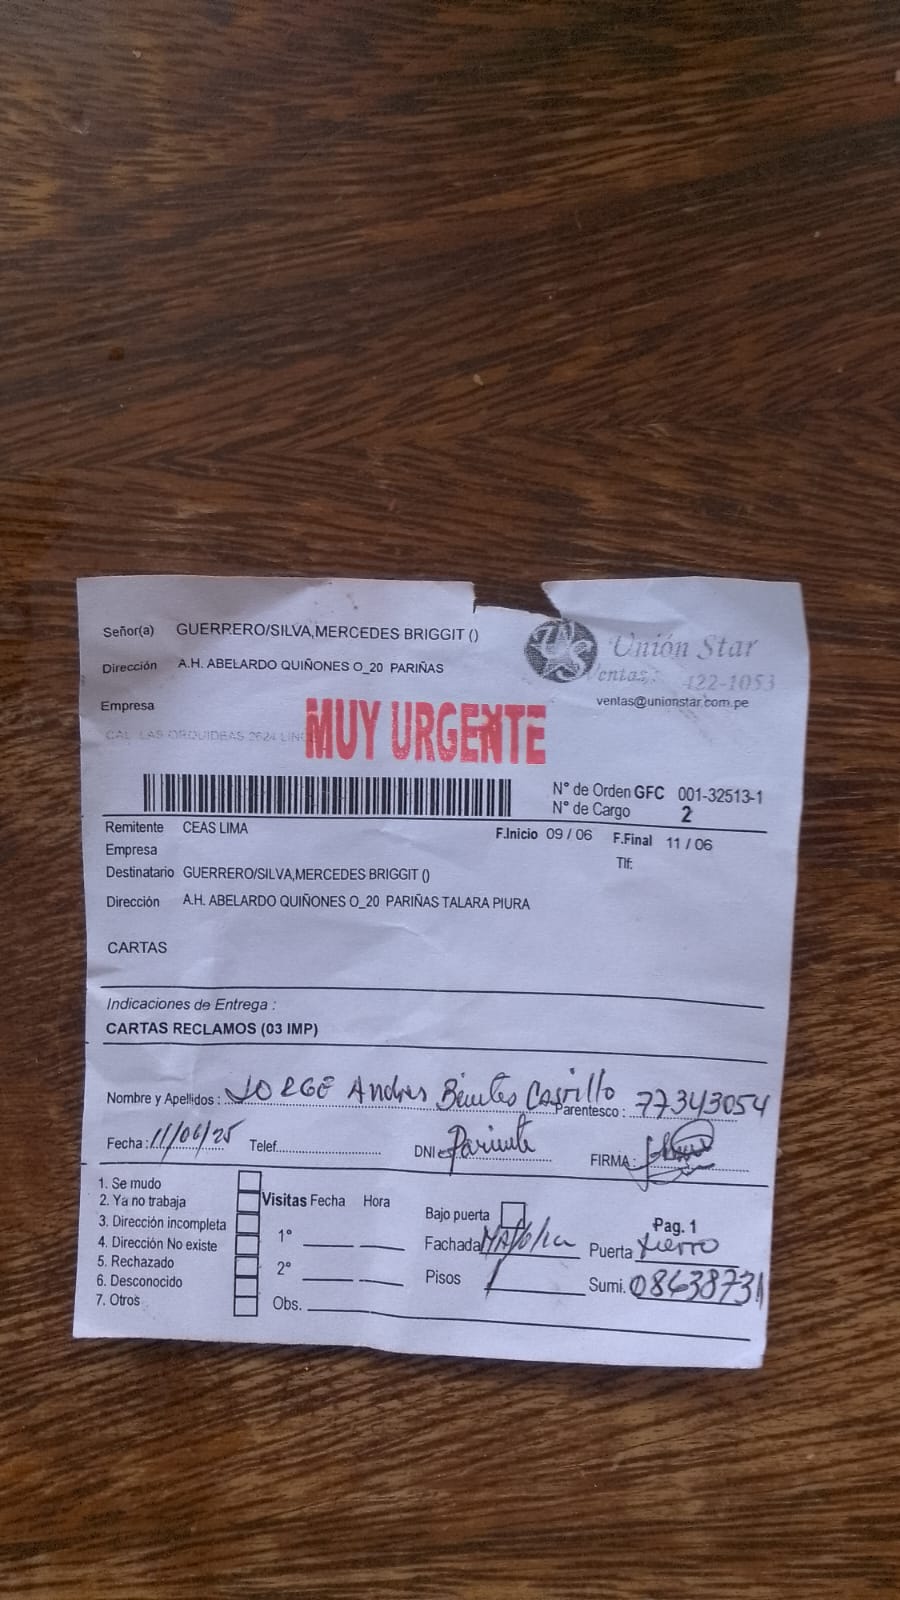 Señor(a) GUERRERO/SILVA,MERCEDES BRIGGIT ()
Unión Star
Dirección A.H. ABELARDO QUIÑONES O_20 PARIÑAS
Ventas: 422-1053
Empresa
ventas@unionstar.com.pe
CAL LAS ORQUIDEAS 2624 LINC
MUY URGENTE
N° de Orden GFC 001-32513-1
N° de Cargo 2
Remitente CEAS LIMA
F.Inicio 09 / 06 F.Final 11 / 06
Empresa
Tlf:
Destinatario GUERRERO/SILVA,MERCEDES BRIGGIT ()
Dirección A.H. ABELARDO QUIÑONES O_20 PARIÑAS TALARA PIURA
CARTAS
Indicaciones de Entrega :
CARTAS RECLAMOS (03 IMP)
Nombre y Apellidos : JORGE Andres Benites Castillo Parentesco : 77343054
Fecha : 11/06/25 Telef. DNI Pariente FIRMA:
1. Se mudo
2. Ya no trabaja
3. Dirección incompleta
4. Dirección No existe
5. Rechazado
6. Desconocido
7. Otros
Visitas Fecha Hora
1°
2°
Obs.
Bajo puerta
Pag. 1
Fachada Puerta fierro
Pisos 1 Sumi. 08638731